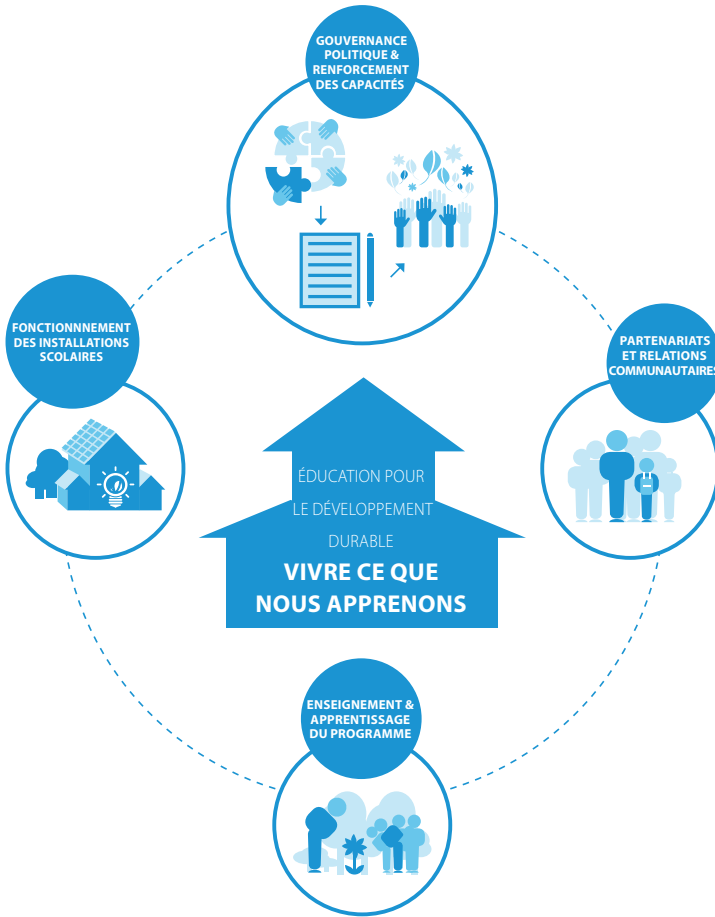 GOUVERNANCE
POLITIQUE &
RENFORCEMENT
DES CAPACITÉS
FONCTIONNNEMENT
DES INSTALLATIONS
SCOLAIRES
PARTENARIATS
ET RELATIONS
COMMUNAUTAIRES
ÉDUCATION POUR
LE DÉVELOPPEMENT
DURABLE
VIVRE CE QUE
NOUS APPRENONS
ENSEIGNEMENT &
APPRENTISSAGE
DU PROGRAMME